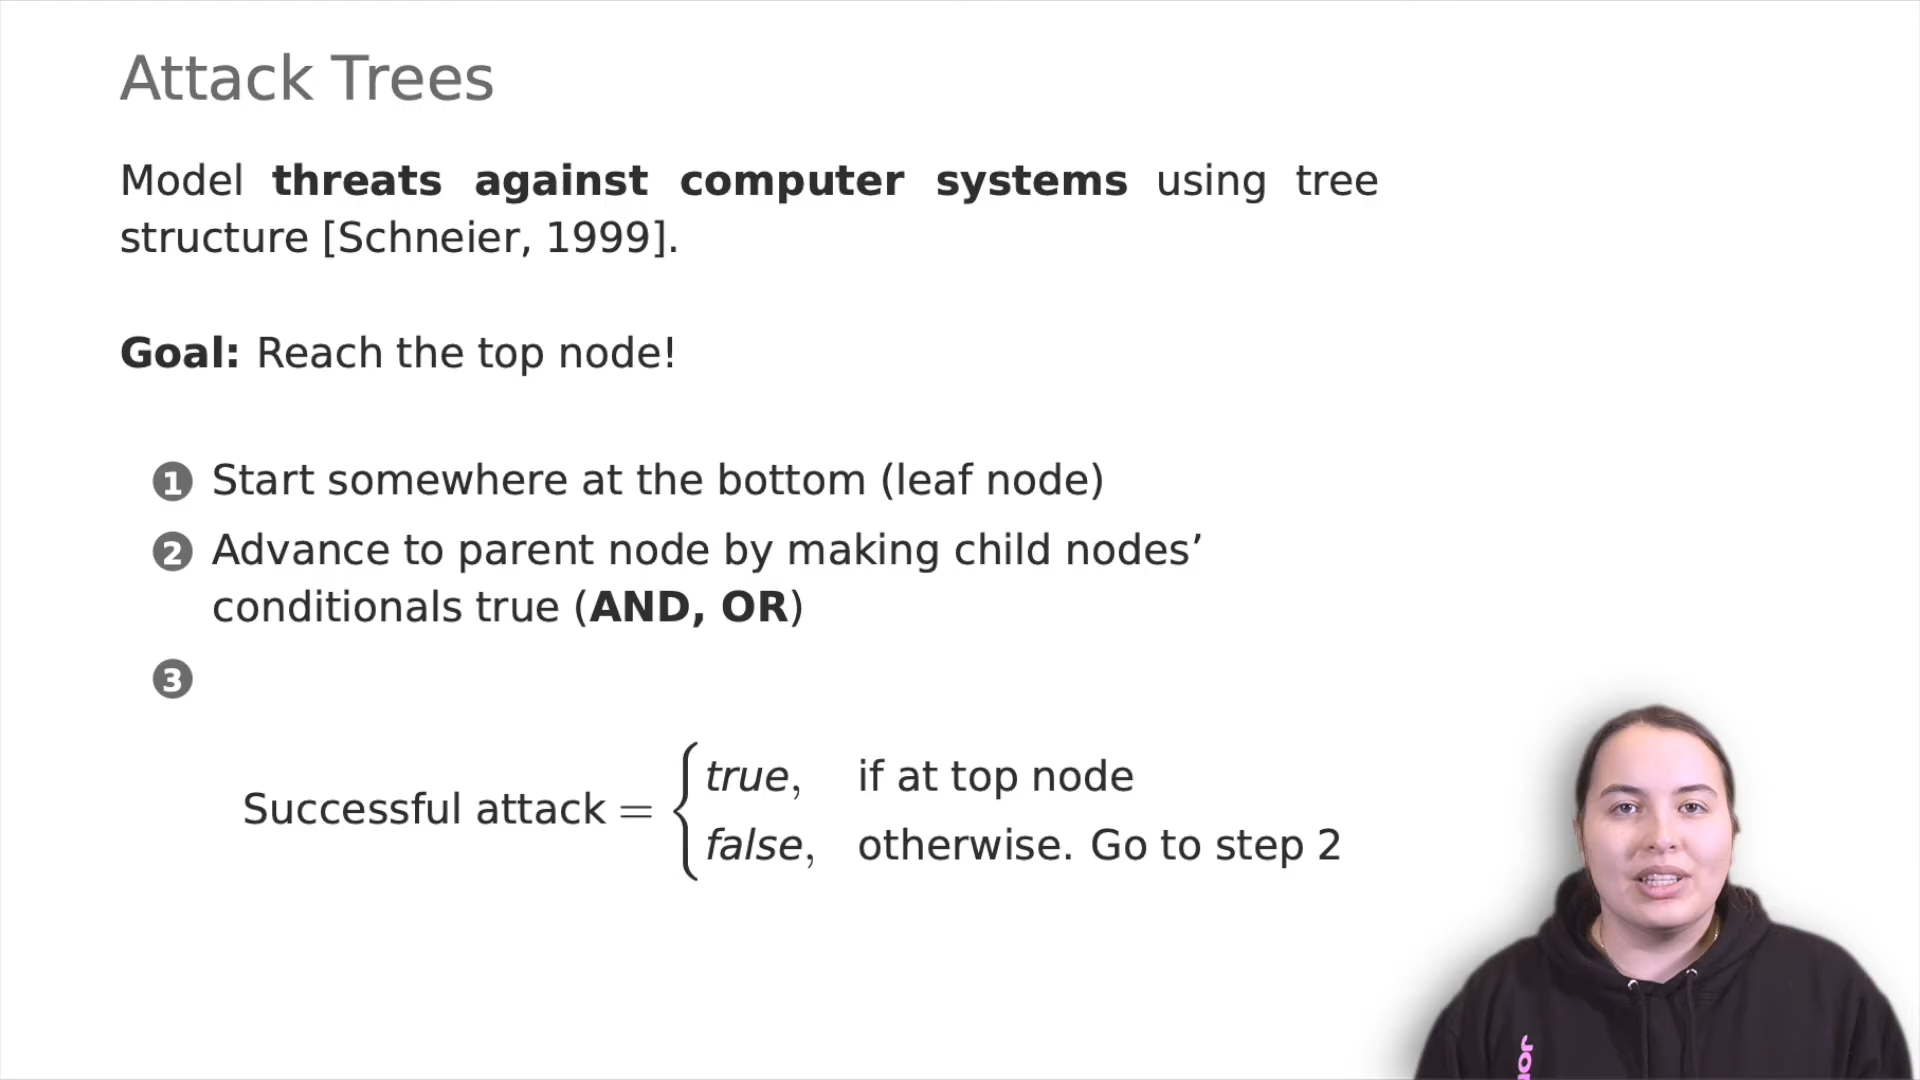 Attack Trees
Model threats against computer systems using tree
structure [Schneier, 1999].
Goal: Reach the top node!
1 Start somewhere at the bottom (leaf node)
2 Advance to parent node by making child nodes’
conditionals true (AND, OR)
3
Successful attack = { true, if at top node
false, otherwise. Go to step 2